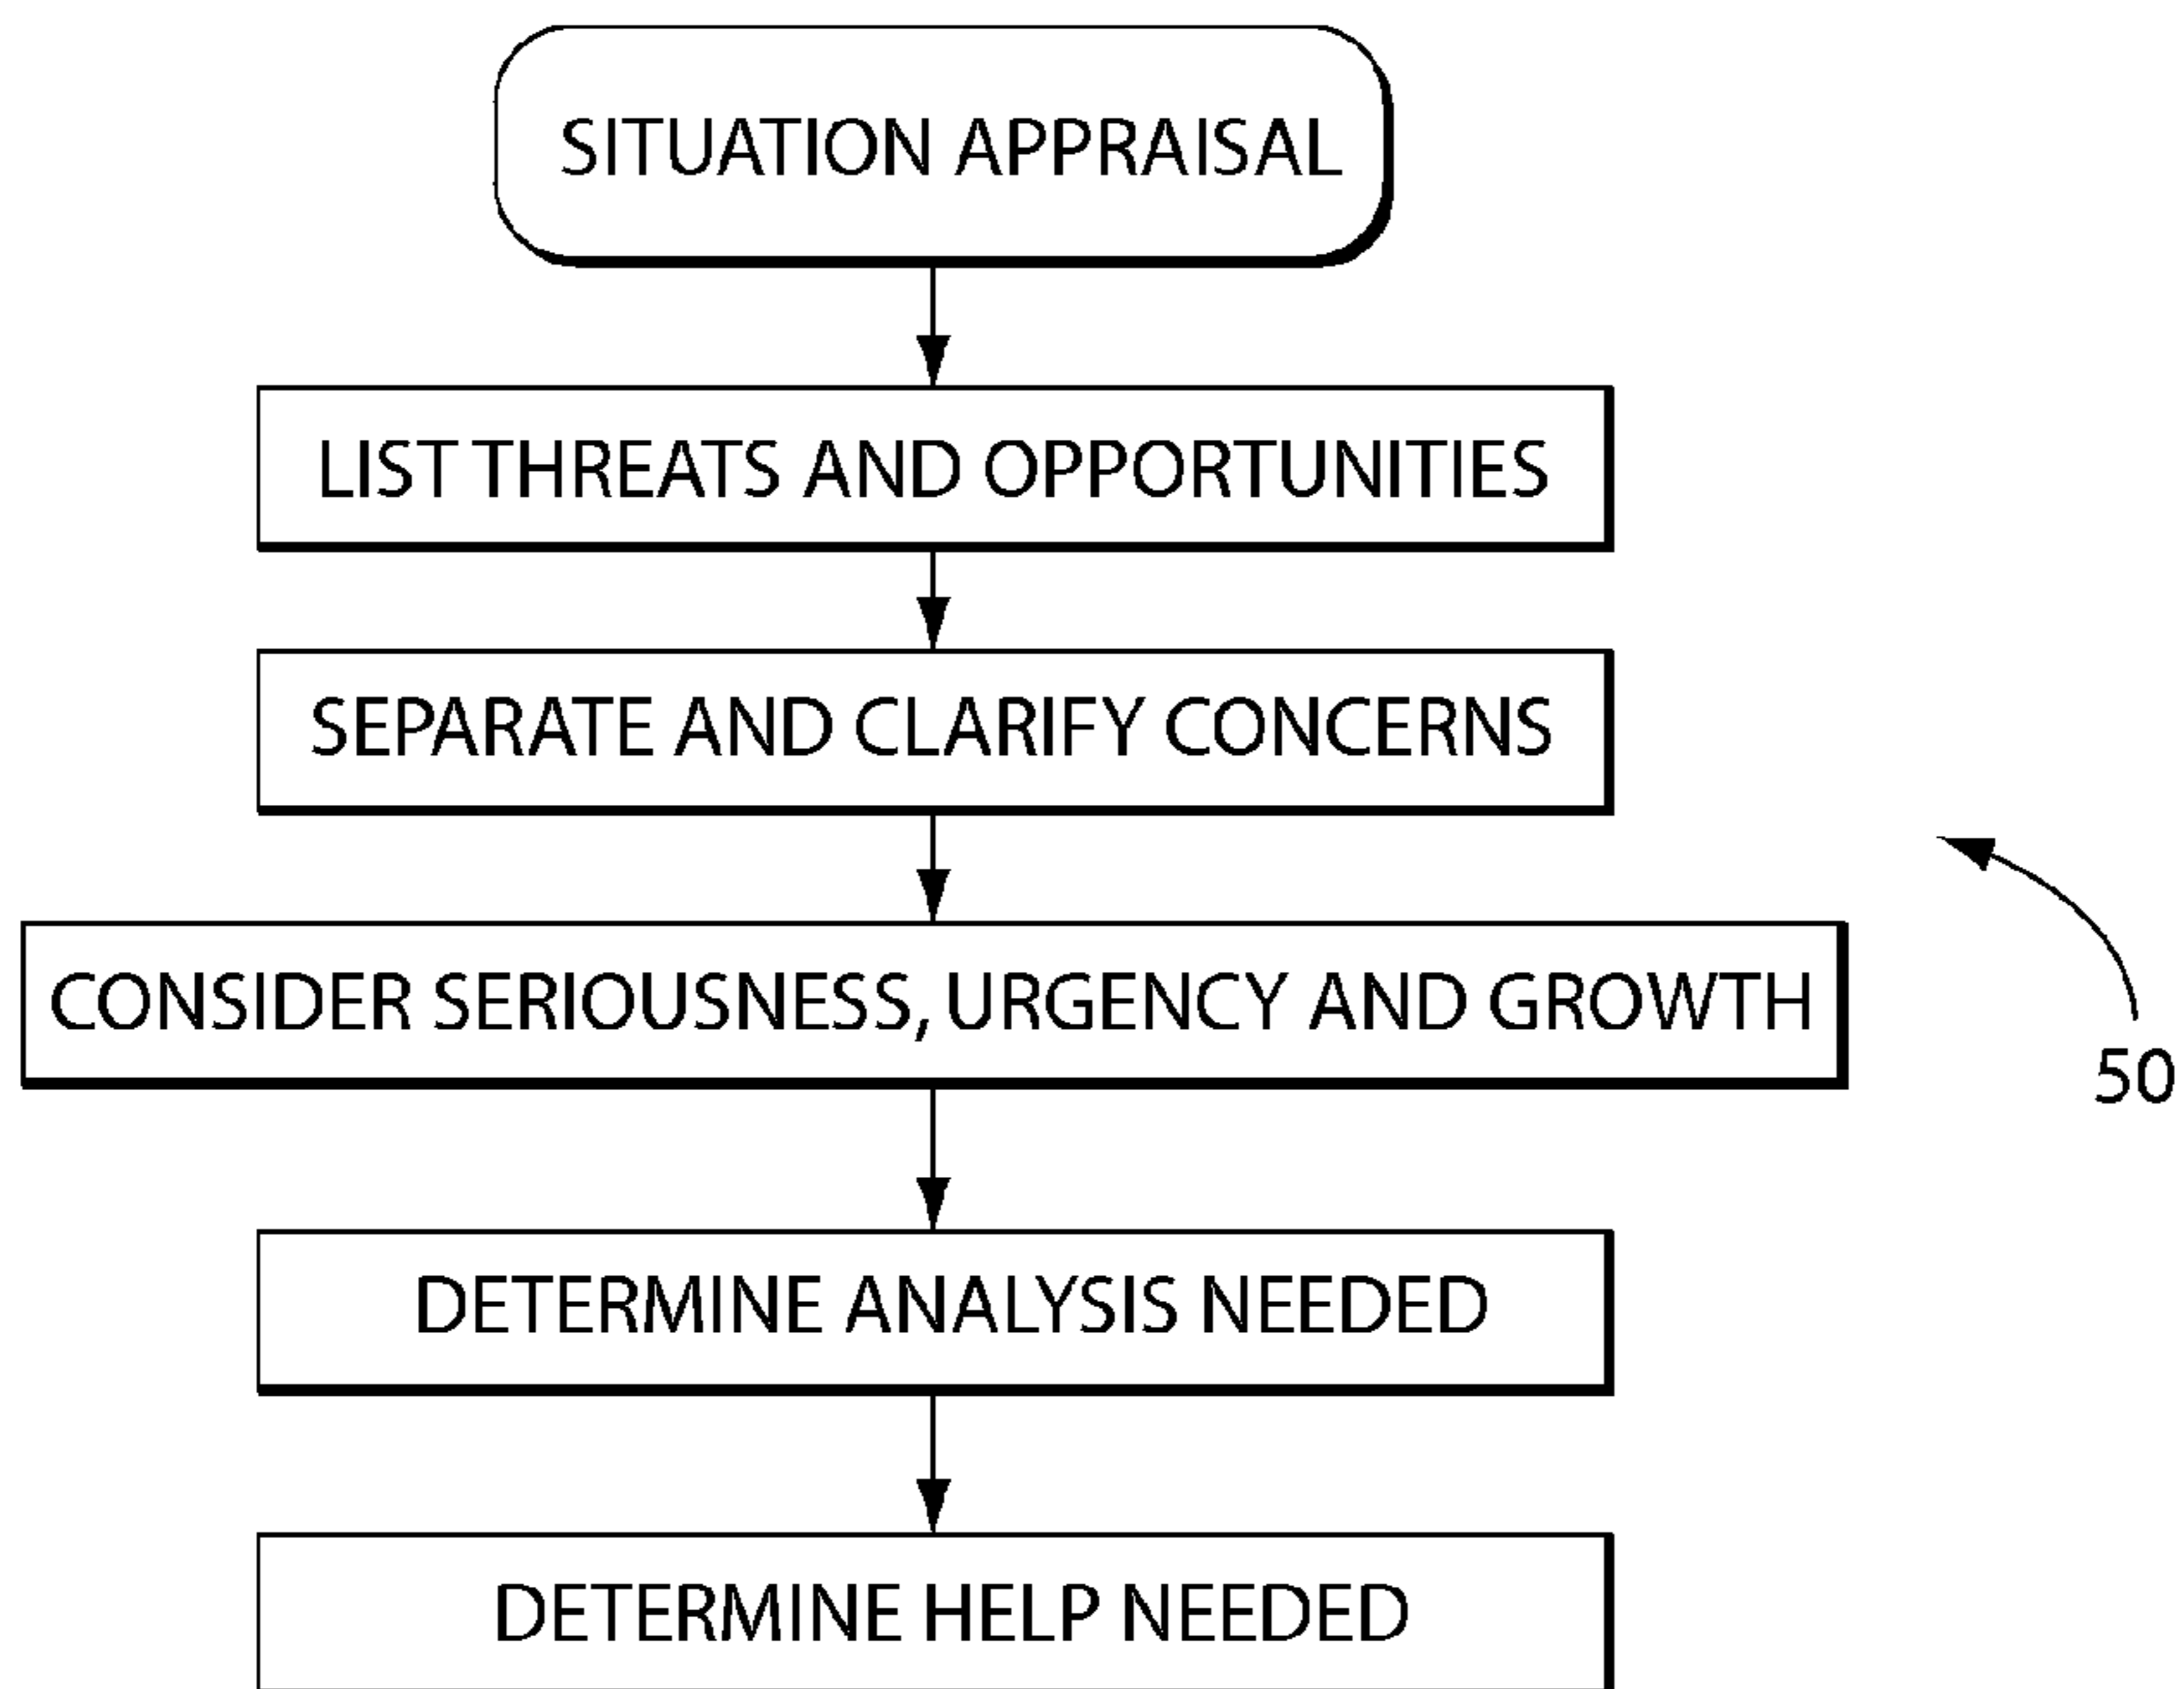 SITUATION APPRAISAL
LIST THREATS AND OPPORTUNITIES
SEPARATE AND CLARIFY CONCERNS
CONSIDER SERIOUSNESS, URGENCY AND GROWTH
50
DETERMINE ANALYSIS NEEDED
DETERMINE HELP NEEDED